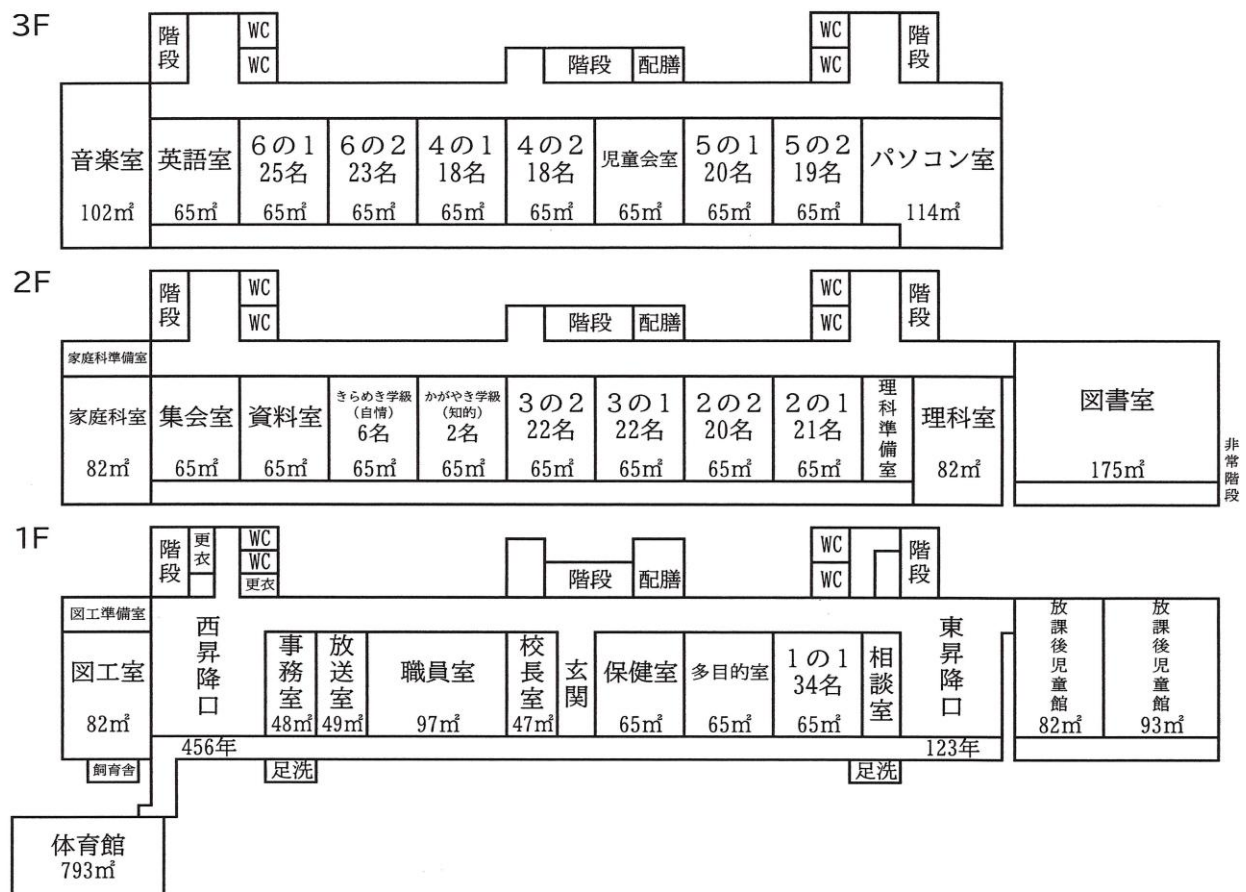 3F
階段
WC
WC
階段
配膳
WC
WC
階段
音楽室
102㎡
英語室
65㎡
6の1
25名
65㎡
6の2
23名
65㎡
4の1
18名
65㎡
4の2
18名
65㎡
児童会室
65㎡
5の1
20名
65㎡
5の2
19名
65㎡
パソコン室
114㎡
2F
階段
WC
WC
階段
配膳
WC
WC
階段
家庭科準備室
家庭科室
82㎡
集会室
65㎡
資料室
65㎡
きらめき学級
(自情)
6名
65㎡
かがやき学級
(知的)
2名
65㎡
3の2
22名
65㎡
3の1
22名
65㎡
2の2
20名
65㎡
2の1
21名
65㎡
理科準備室
理科室
82㎡
図書室
175㎡
非常階段
1F
階段
更衣
WC
WC
更衣
階段
配膳
WC
WC
階段
図工準備室
図工室
82㎡
西昇降口
456年
事務室
48㎡
放送室
49㎡
職員室
97㎡
校長室
47㎡
玄関
保健室
65㎡
多目的室
65㎡
1の1
34名
65㎡
相談室
東昇降口
123年
放課後児童館
82㎡
放課後児童館
93㎡
飼育舎
足洗
足洗
体育館
793㎡